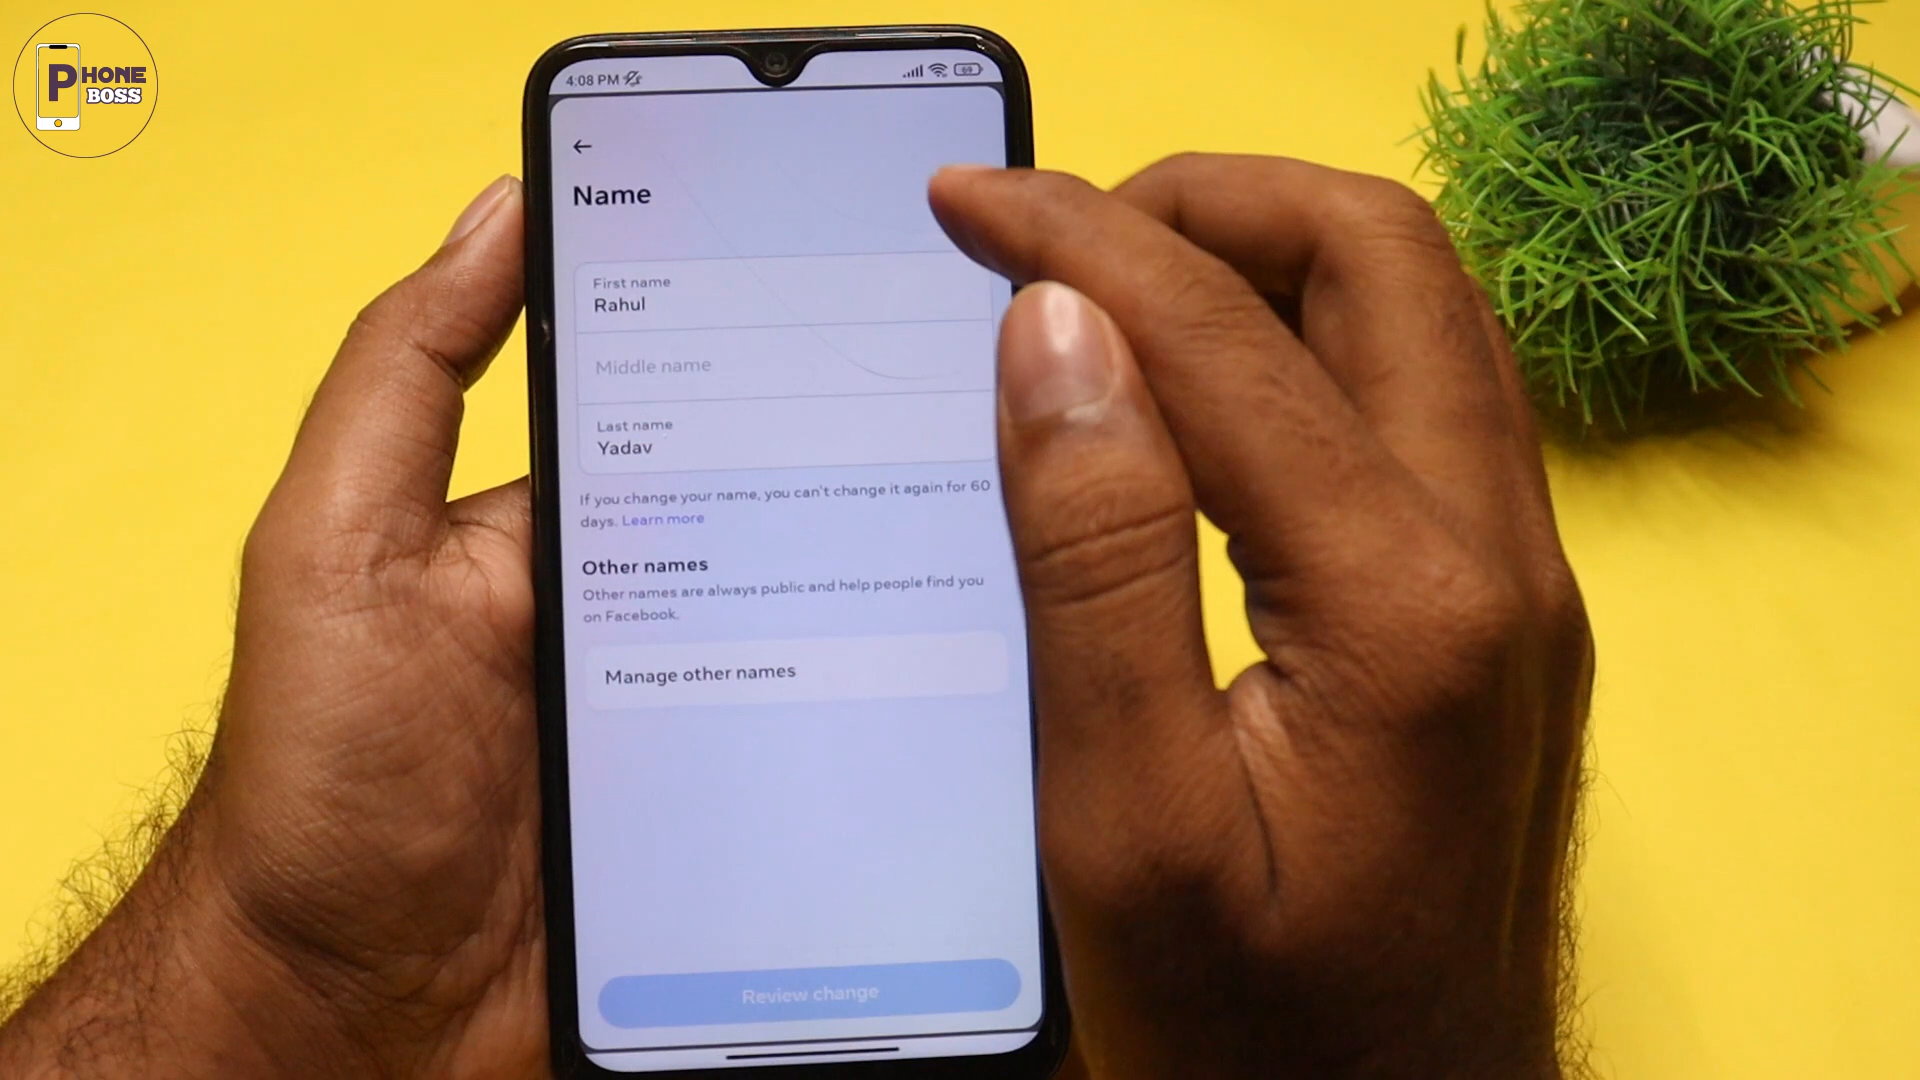 PHONE
BOSS
4:08 PM
69
Name
First name
Rahul
Middle name
Last name
Yadav
If you change your name, you can't change it again for 60
days. Learn more
Other names
Other names are always public and help people find you
on Facebook.
Manage other names
Review change